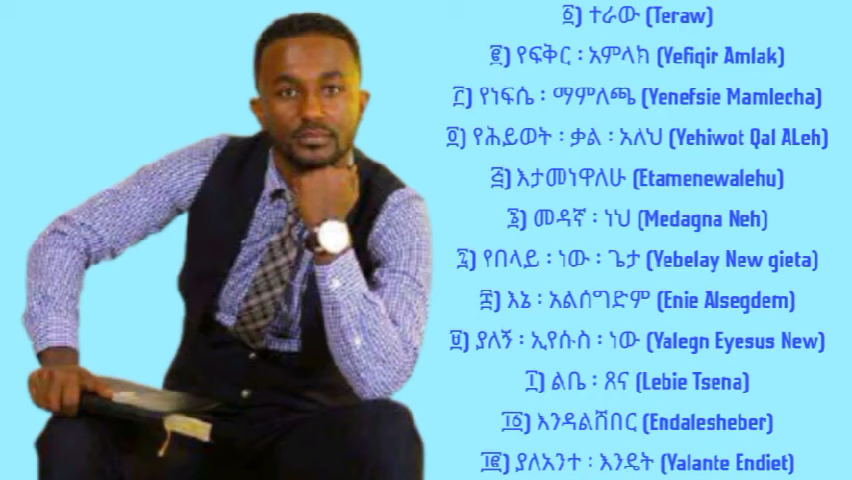 ፩) ተራው (Teraw)
፪) የፍቅር ፡ አምላክ (Yefiqir Amlak)
፫) የነፍሴ ፡ ማምለጫ (Yenefsie Mamlecha)
፬) የሕይወት ፡ ቃል ፡ አለህ (Yehiwot Qal ALeh)
፭) እታመነዋለሁ (Etamenewalehu)
፮) መዳኛ ፡ ነህ (Medagna Neh)
፯) የበላይ ፡ ነው ፡ ጌታ (Yebelay New gieta)
፰) እኔ ፡ አልሰግድም (Enie Alsegdem)
፱) ያለኝ ፡ ኢየሱስ ፡ ነው (Yalegn Eyesus New)
፲) ልቤ ፡ ጸና (Lebie Tsena)
፲፩) እንዳልሸበር (Endalesheber)
፲፪) ያለአንተ ፡ እንዴት (Yalante Endiet)